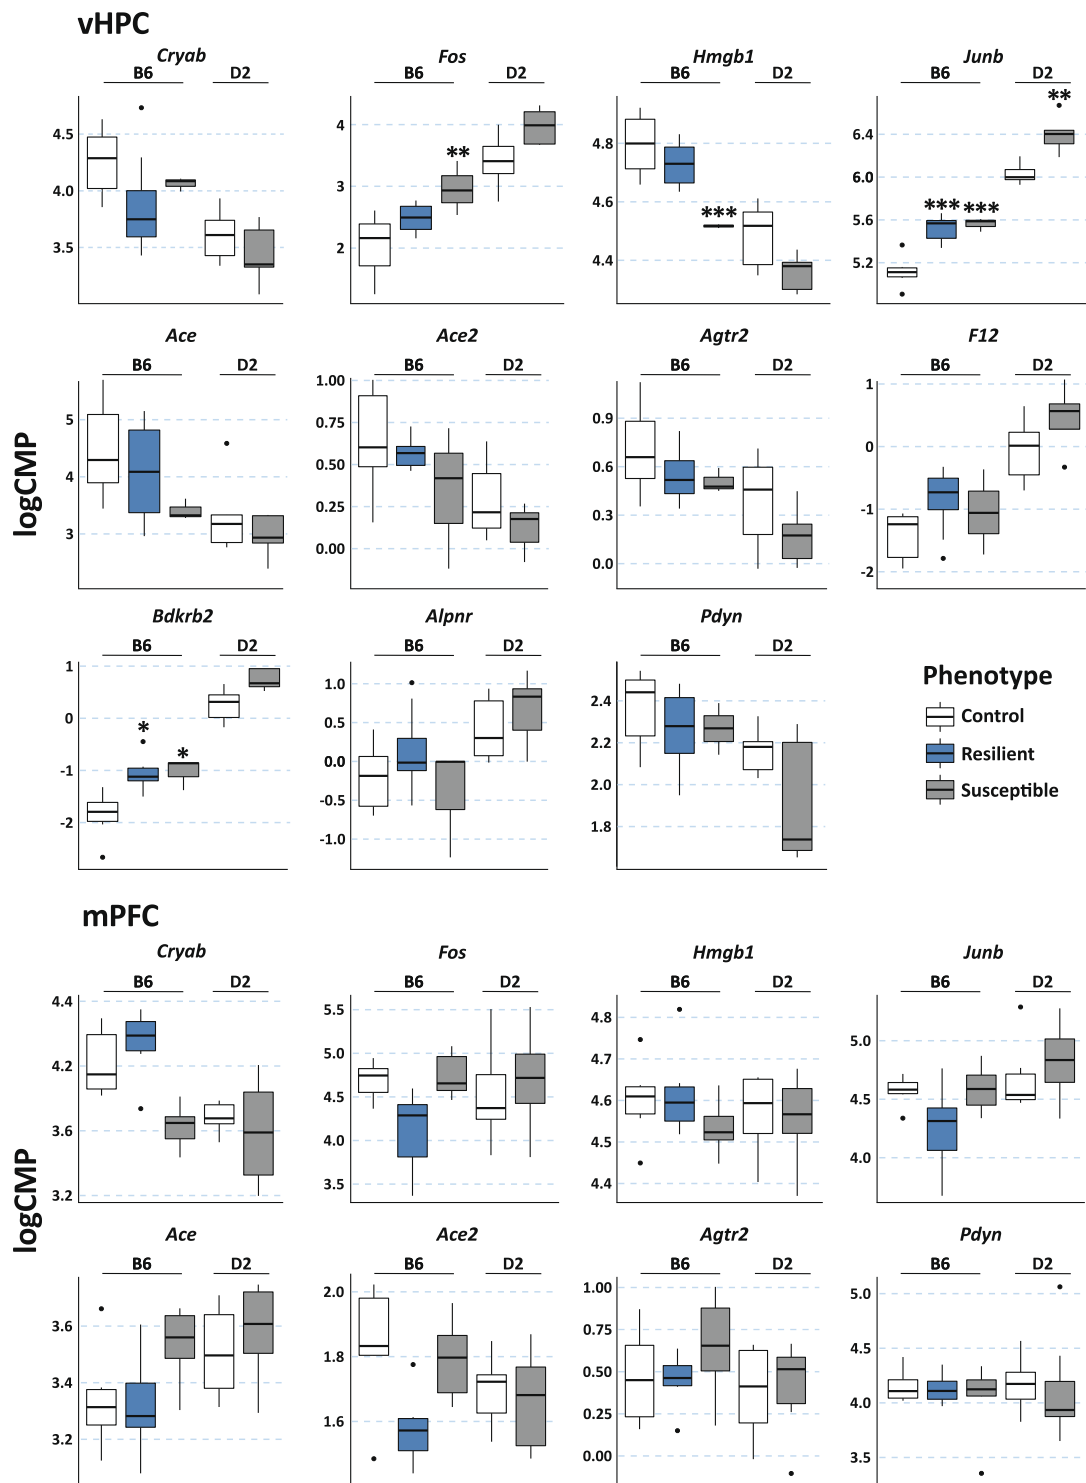 vHPC
Cryab Fos Hmgb1 Junb
B6 D2 B6 D2 B6 D2 B6 D2
4.5 4.0 3.5
4 3 2 **
4.8 4.6 4.4 ***
6.4 6.0 5.6 5.2 *** *** **
logCMP
Ace Ace2 Agtr2 F12
B6 D2 B6 D2 B6 D2 B6 D2
5 4 3
1.00 0.75 0.50 0.25 0.00
0.9 0.6 0.3 0.0
1 0 -1 -2
Bdkrb2 Alpnr Pdyn
B6 D2 B6 D2 B6 D2
1 0 -1 -2 * *
1.0 0.5 0.0 -0.5 -1.0
2.4 2.2 2.0 1.8
Phenotype
Control
Resilient
Susceptible
mPFC
Cryab Fos Hmgb1 Junb
B6 D2 B6 D2 B6 D2 B6 D2
4.4 4.2 3.6 3.2
5.5 5.0 4.5 4.0 3.5
4.8 4.7 4.6 4.5 4.4
5.0 4.5 4.0
logCMP
Ace Ace2 Agtr2 Pdyn
B6 D2 B6 D2 B6 D2 B6 D2
3.6 3.4 3.2
2.0 1.8 1.6
1.00 0.75 0.50 0.25 0.00
5.0 4.5 4.0 3.5